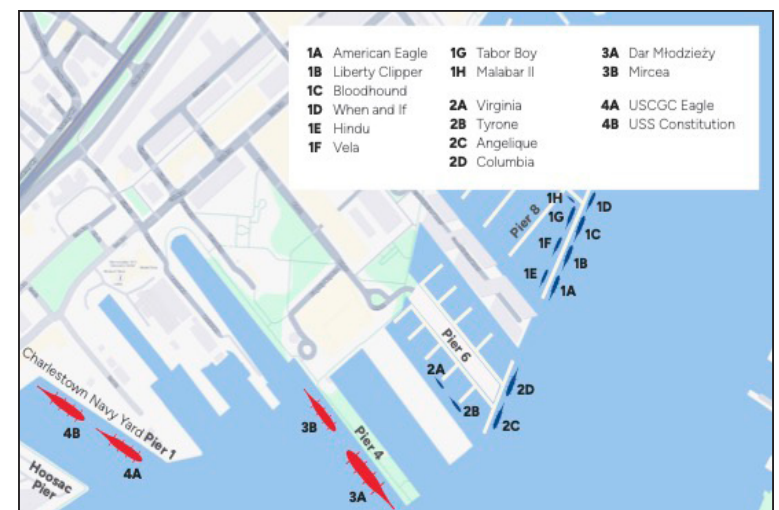 1A American Eagle
1B Liberty Clipper
1C Bloodhound
1D When and If
1E Hindu
1F Vela
1G Tabor Boy
1H Malabar II
2A Virginia
2B Tyrone
2C Angelique
2D Columbia
3A Dar Młodzieży
3B Mircea
4A USCGC Eagle
4B USS Constitution
1H
1D
1G
Pier 8
1C
1F
1B
1E
1A
Pier 6
2A
2D
2B
2C
Charlestown Navy Yard Pier 1
3B
Pier 4
4B
4A
3A
Hoosac
Pier